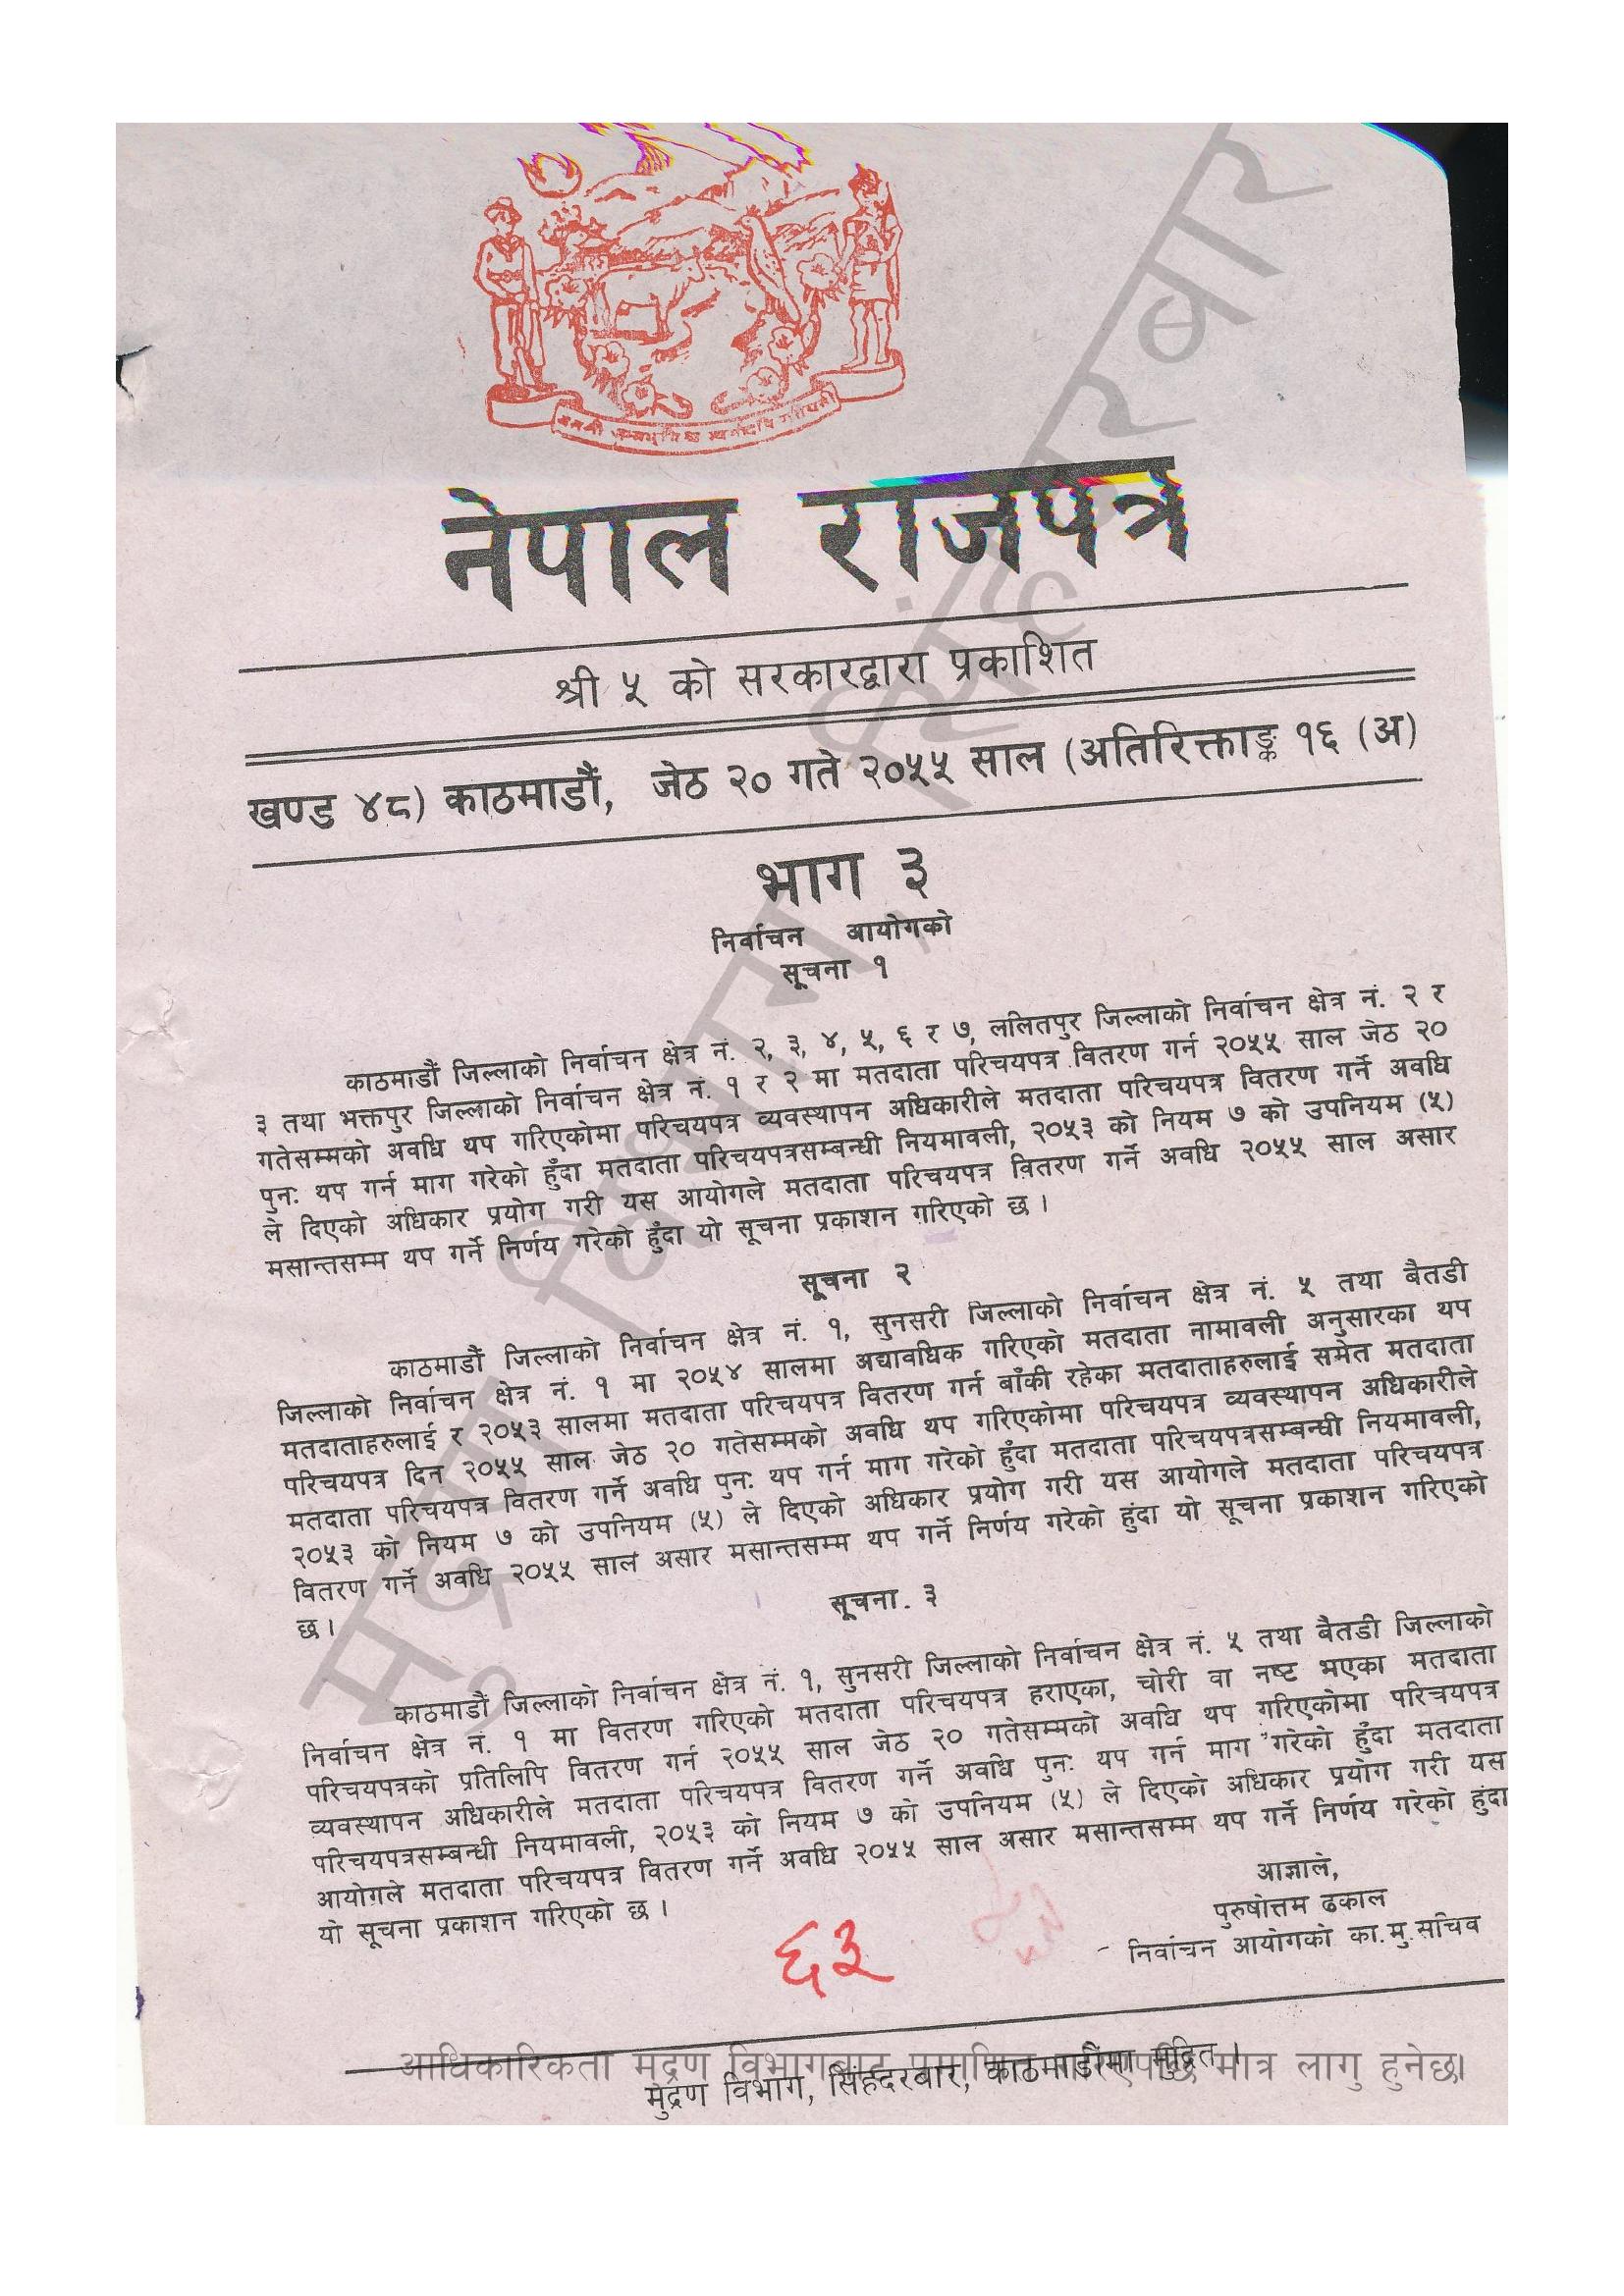 जननी जन्मभूमिश्च स्वर्गादपि गरीयसी
नेपाल राजपत्र
श्री ५ को सरकारद्वारा प्रकाशित
खण्ड ४८) काठमाडौं, जेठ २० गते २०५५ साल (अतिरिक्ताङ्क १६ (अ)
भाग ३
निर्वाचन आयोगको
सूचना १
काठमाडौं जिल्लाको निर्वाचन क्षेत्र नं. २, ३, ४, ५, ६ र ७, ललितपुर जिल्लाको निर्वाचन क्षेत्र नं. २ र
३ तथा भक्तपुर जिल्लाको निर्वाचन क्षेत्र नं. १ र २ मा मतदाता परिचयपत्र वितरण गर्न २०५५ साल जेठ २०
गतेसम्मको अवधि थप गरिएकोमा परिचयपत्र व्यवस्थापन अधिकारीले मतदाता परिचयपत्र वितरण गर्ने अवधि
पुनः थप गर्न माग गरेको हुँदा मतदाता परिचयपत्रसम्बन्धी नियमावली, २०५३ को नियम ७ को उपनियम (५)
ले दिएको अधिकार प्रयोग गरी यस आयोगले मतदाता परिचयपत्र वितरण गर्ने अवधि २०५५ साल असार
मसान्तसम्म थप गर्ने निर्णय गरेको हुँदा यो सूचना प्रकाशन गरिएको छ ।
सूचना २
काठमाडौं जिल्लाको निर्वाचन क्षेत्र नं. १, सुनसरी जिल्लाको निर्वाचन क्षेत्र नं. ५ तथा बैतडी
जिल्लाको निर्वाचन क्षेत्र नं. १ मा २०५४ सालमा अद्यावधिक गरिएको मतदाता नामावली अनुसारका थप
मतदाताहरुलाई र २०५३ सालमा मतदाता परिचयपत्र वितरण गर्न बाँकी रहेका मतदाताहरुलाई समेत मतदाता
परिचयपत्र दिन २०५५ साल जेठ २० गतेसम्मको अवधि थप गरिएकोमा परिचयपत्र व्यवस्थापन अधिकारीले
मतदाता परिचयपत्र वितरण गर्ने अवधि पुनः थप गर्न माग गरेको हुँदा मतदाता परिचयपत्रसम्बन्धी नियमावली,
२०५३ को नियम ७ को उपनियम (५) ले दिएको अधिकार प्रयोग गरी यस आयोगले मतदाता परिचयपत्र
वितरण गर्ने अवधि २०५५ साल असार मसान्तसम्म थप गर्ने निर्णय गरेको हुंदा यो सूचना प्रकाशन गरिएको
छ ।
सूचना. ३
काठमाडौं जिल्लाको निर्वाचन क्षेत्र नं. १, सुनसरी जिल्लाको निर्वाचन क्षेत्र नं. ५ तथा बैतडी जिल्लाको
निर्वाचन क्षेत्र नं. १ मा वितरण गरिएको मतदाता परिचयपत्र हराएका, चोरी वा नष्ट भएका मतदाता
परिचयपत्रको प्रतिलिपि वितरण गर्न २०५५ साल जेठ २० गतेसम्मको अवधि थप गरिएकोमा परिचयपत्र
व्यवस्थापन अधिकारीले मतदाता परिचयपत्र वितरण गर्ने अवधि पुनः थप गर्न माग गरेको हुँदा मतदाता
परिचयपत्रसम्बन्धी नियमावली, २०५३ को नियम ७ को उपनियम (५) ले दिएको अधिकार प्रयोग गरी यस
आयोगले मतदाता परिचयपत्र वितरण गर्ने अवधि २०५५ साल असार मसान्तसम्म थप गर्ने निर्णय गरेको हुंदा
यो सूचना प्रकाशन गरिएको छ ।
आज्ञाले,
पुरुषोत्तम ढकाल
निर्वाचन आयोगको का.मु.सचिव
६३
मुद्रण विभाग, सिंहदरबार, काठमाडौंमा मुद्रित ।
आधिकारिकता मुद्रण विभागबाट प्रमाणित गरिएपछि मात्र लागु हुनेछ।
मुद्रण विभाग, सिंहदरबार